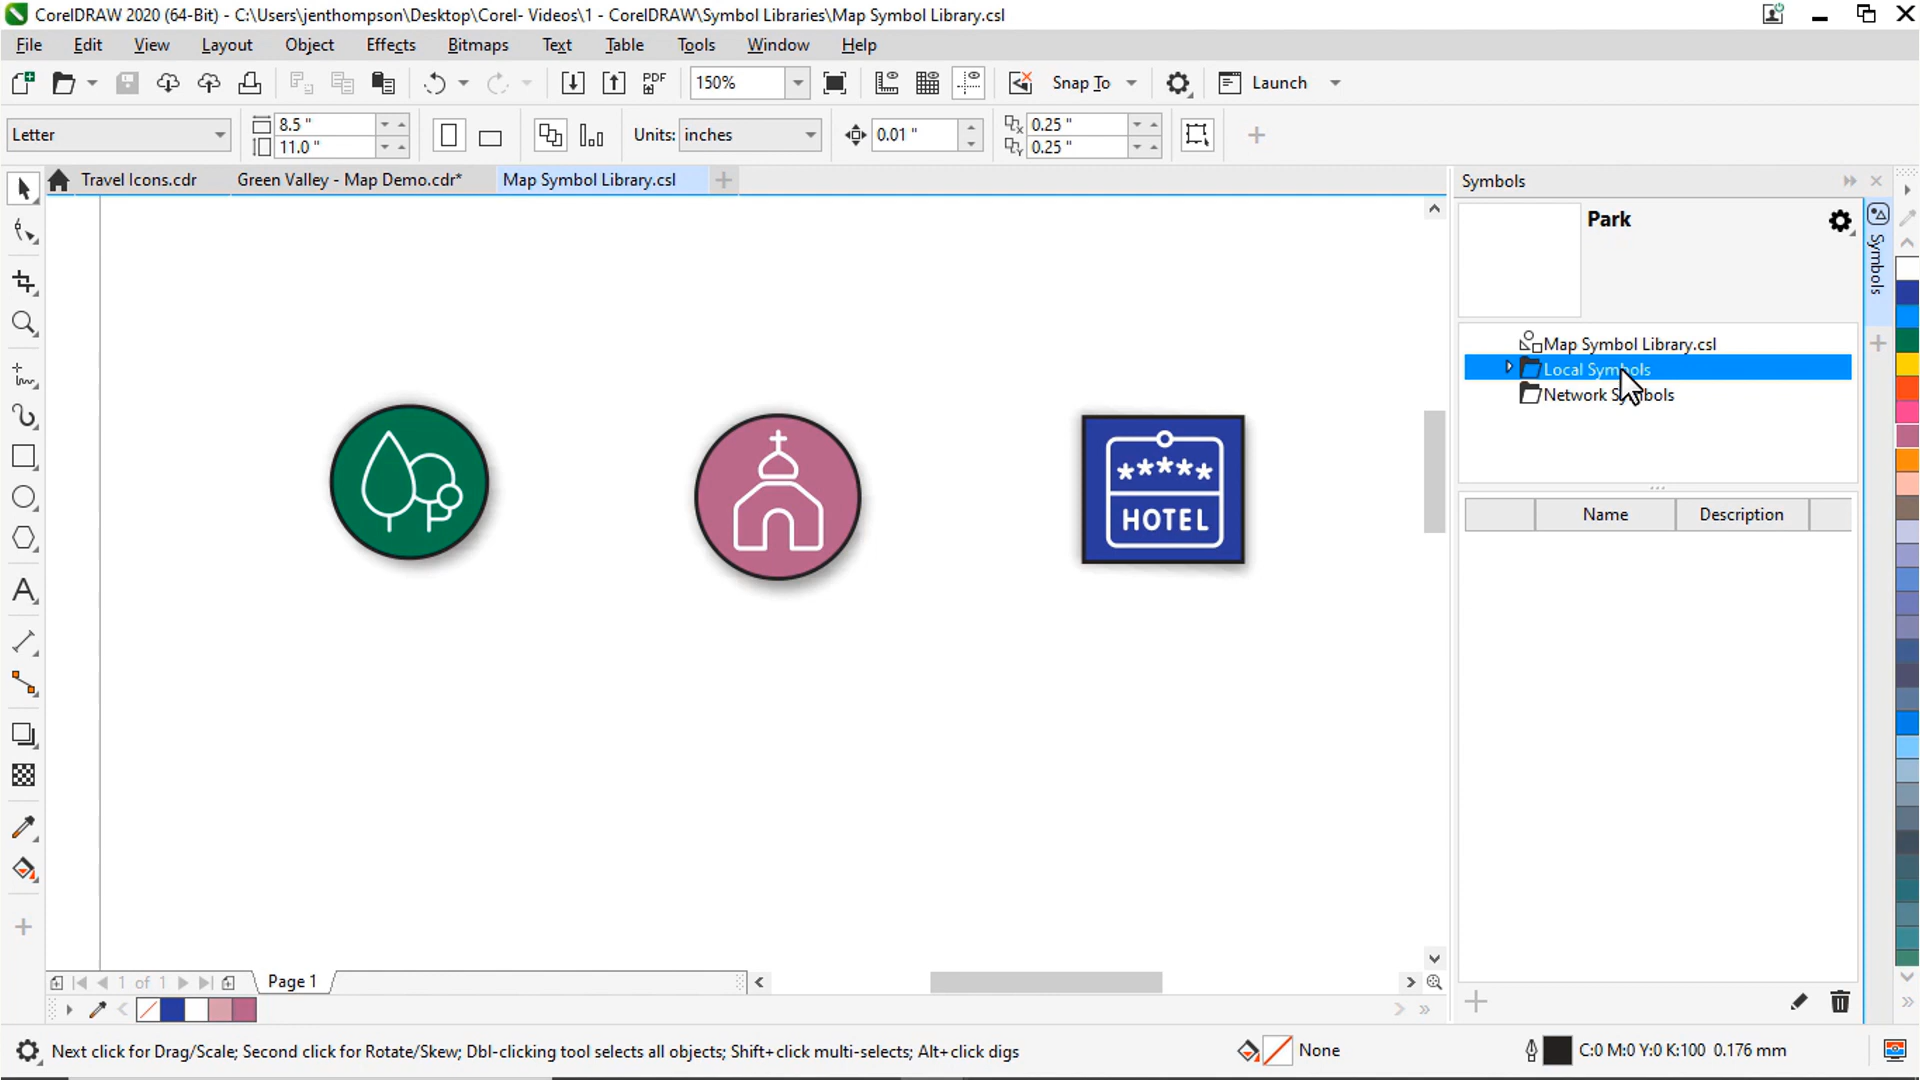 CorelDRAW 2020 (64-Bit) - C:\Users\jenthompson\Desktop\Corel- Videos\1 - CorelDRAW\Symbol Libraries\Map Symbol Library.csl
File Edit View Layout Object Effects Bitmaps Text Table Tools Window Help
PDF 150% Snap To Launch
Letter 8.5 " 11.0 " Units: inches 0.01 " 0.25 " 0.25 "
Travel Icons.cdr Green Valley - Map Demo.cdr* Map Symbol Library.csl
Symbols
Park
Symbols
Map Symbol Library.csl
Local Symbols
Network Symbols
Name Description
*****
HOTEL
1 of 1 Page 1
Next click for Drag/Scale; Second click for Rotate/Skew; Dbl-clicking tool selects all objects; Shift+click multi-selects; Alt+click digs None C:0 M:0 Y:0 K:100 0.176 mm